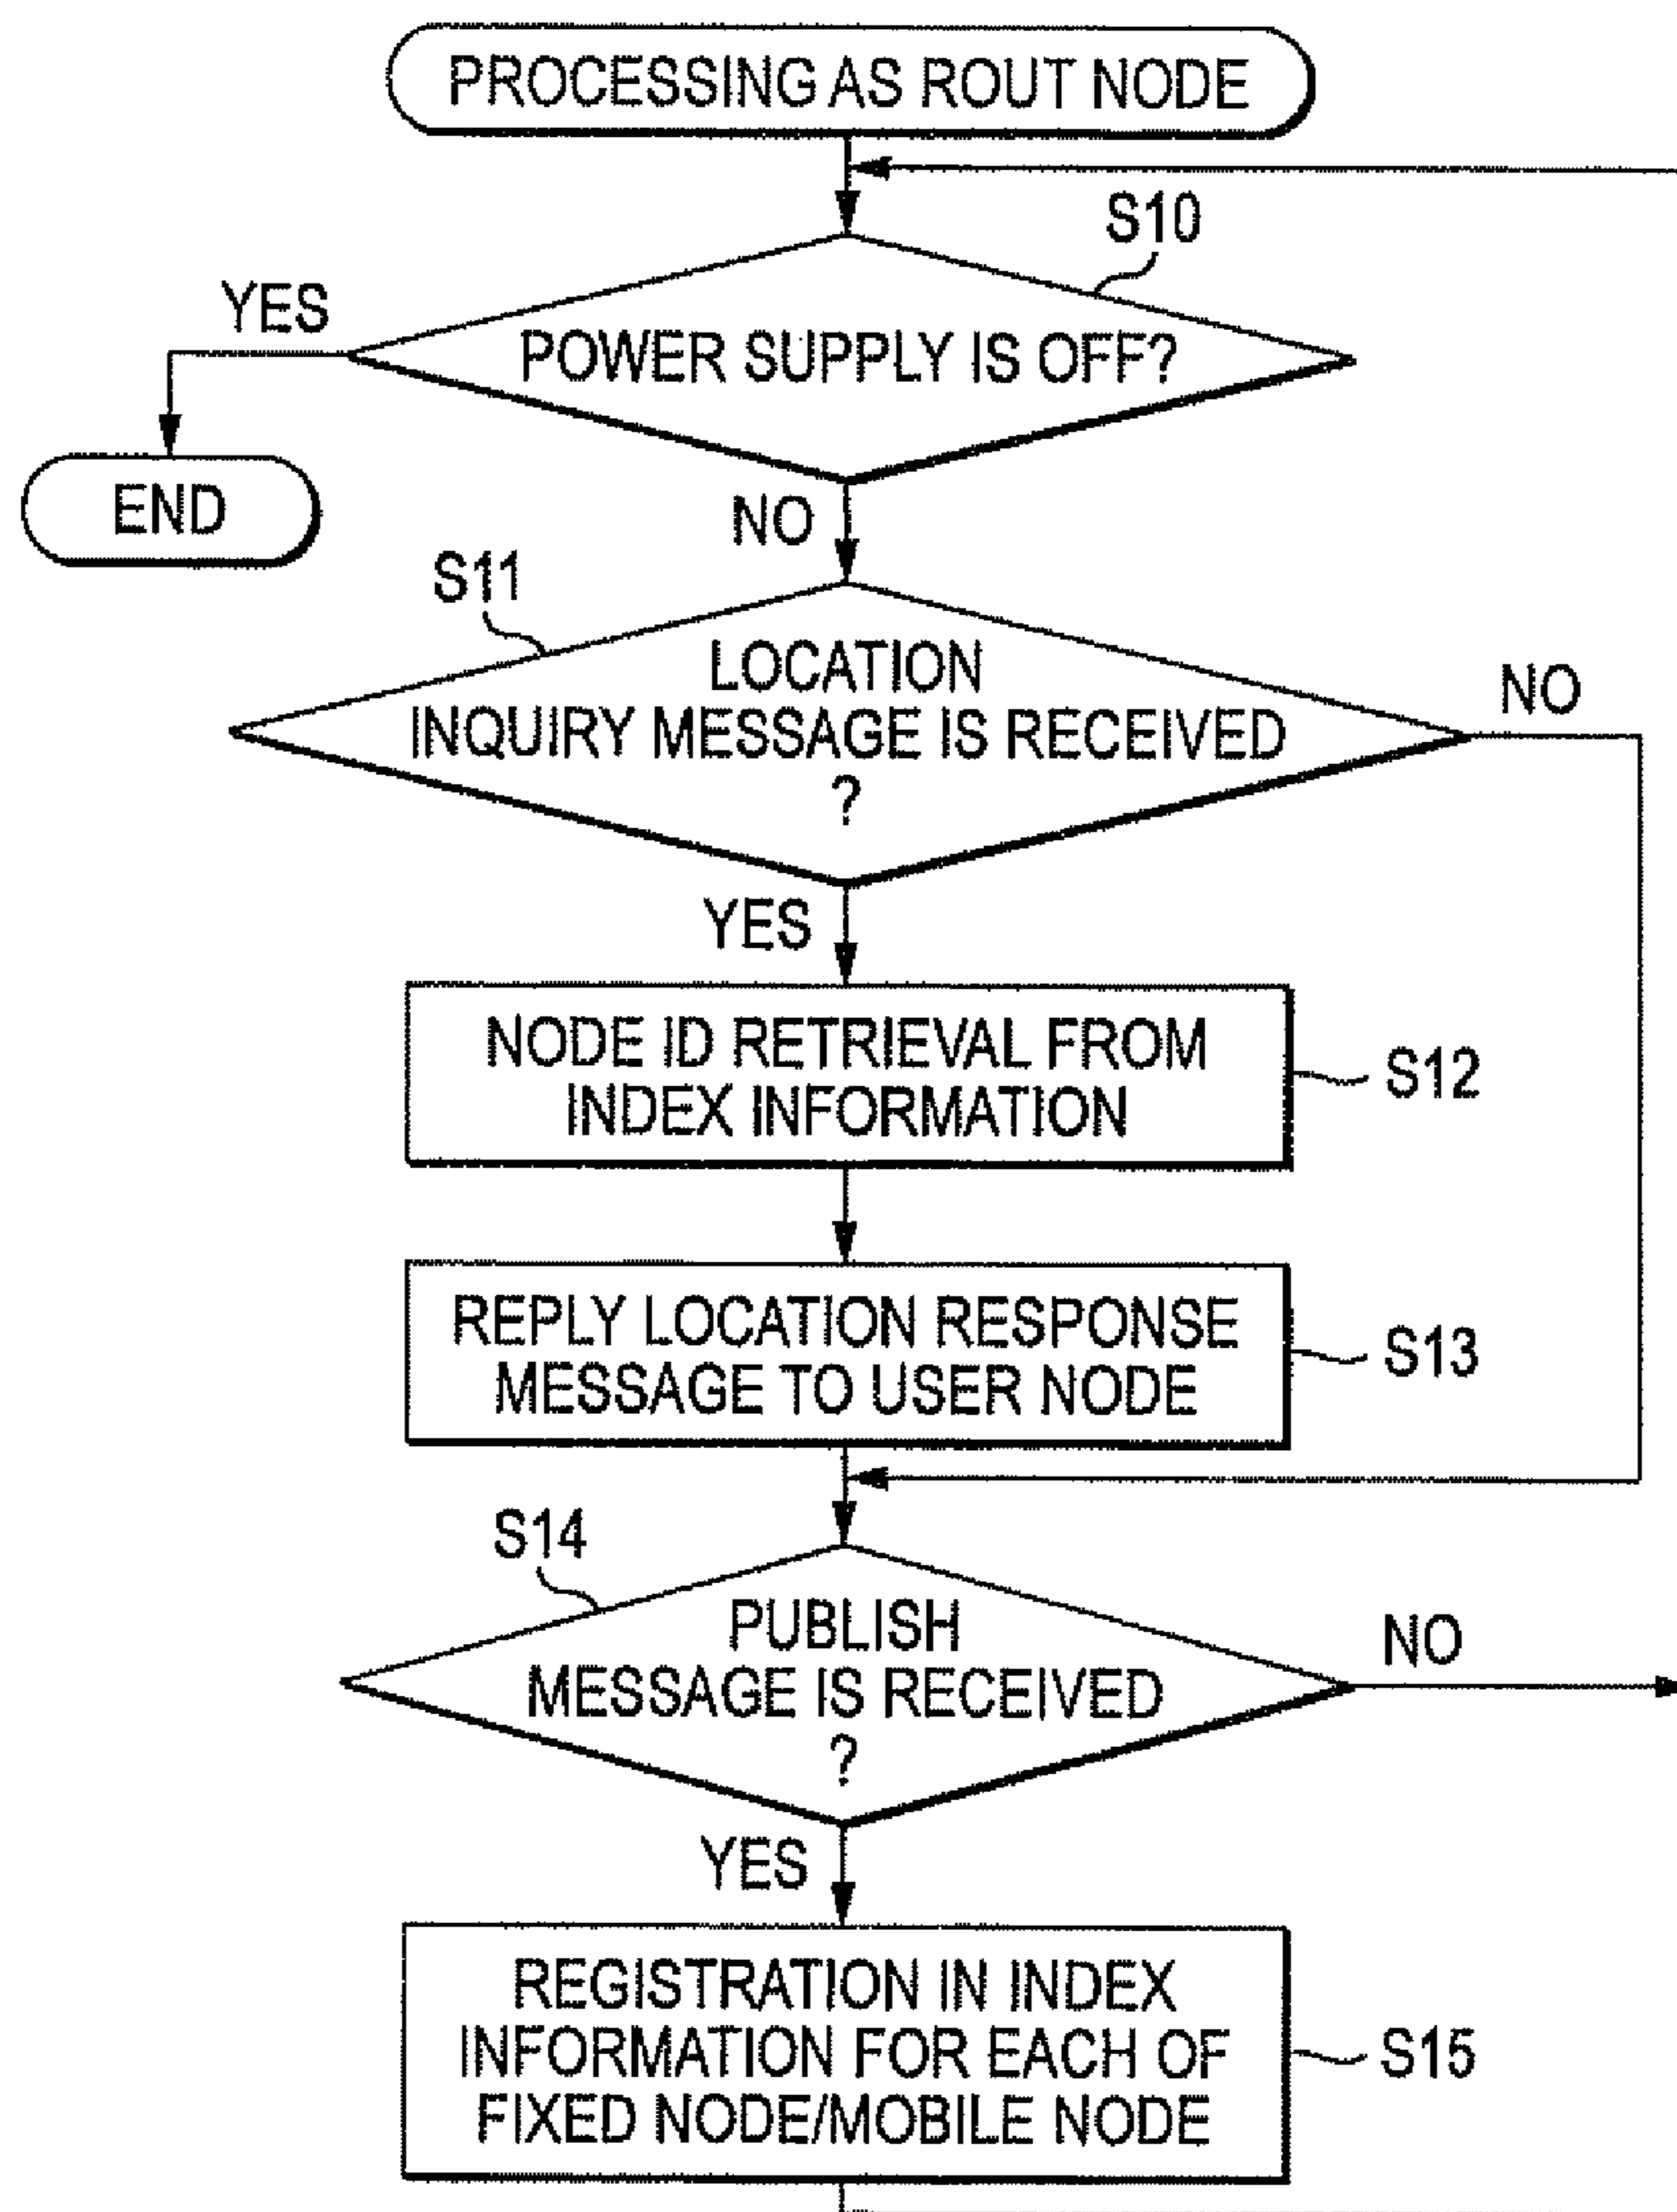 PROCESSING AS ROUT NODE
S10
YES
POWER SUPPLY IS OFF?
END
NO
S11
LOCATION
INQUIRY MESSAGE IS RECEIVED
?
NO
YES
NODE ID RETRIEVAL FROM
INDEX INFORMATION
S12
REPLY LOCATION RESPONSE
MESSAGE TO USER NODE
S13
S14
PUBLISH
MESSAGE IS RECEIVED
?
NO
YES
REGISTRATION IN INDEX
INFORMATION FOR EACH OF
FIXED NODE/MOBILE NODE
S15